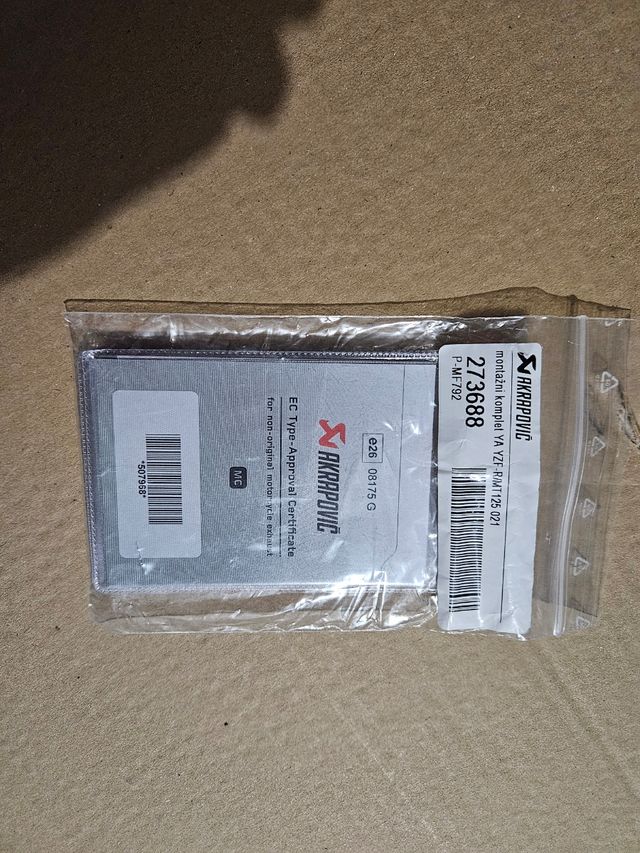 AKRAPOVIČ
montažni komplet YA YZF-R/MT125 021
273688
P-MF792
e26 08175 G
AKRAPOVIČ
EC Type-Approval Certificate
for non-original motorcycle exhaust
MC
*507958*